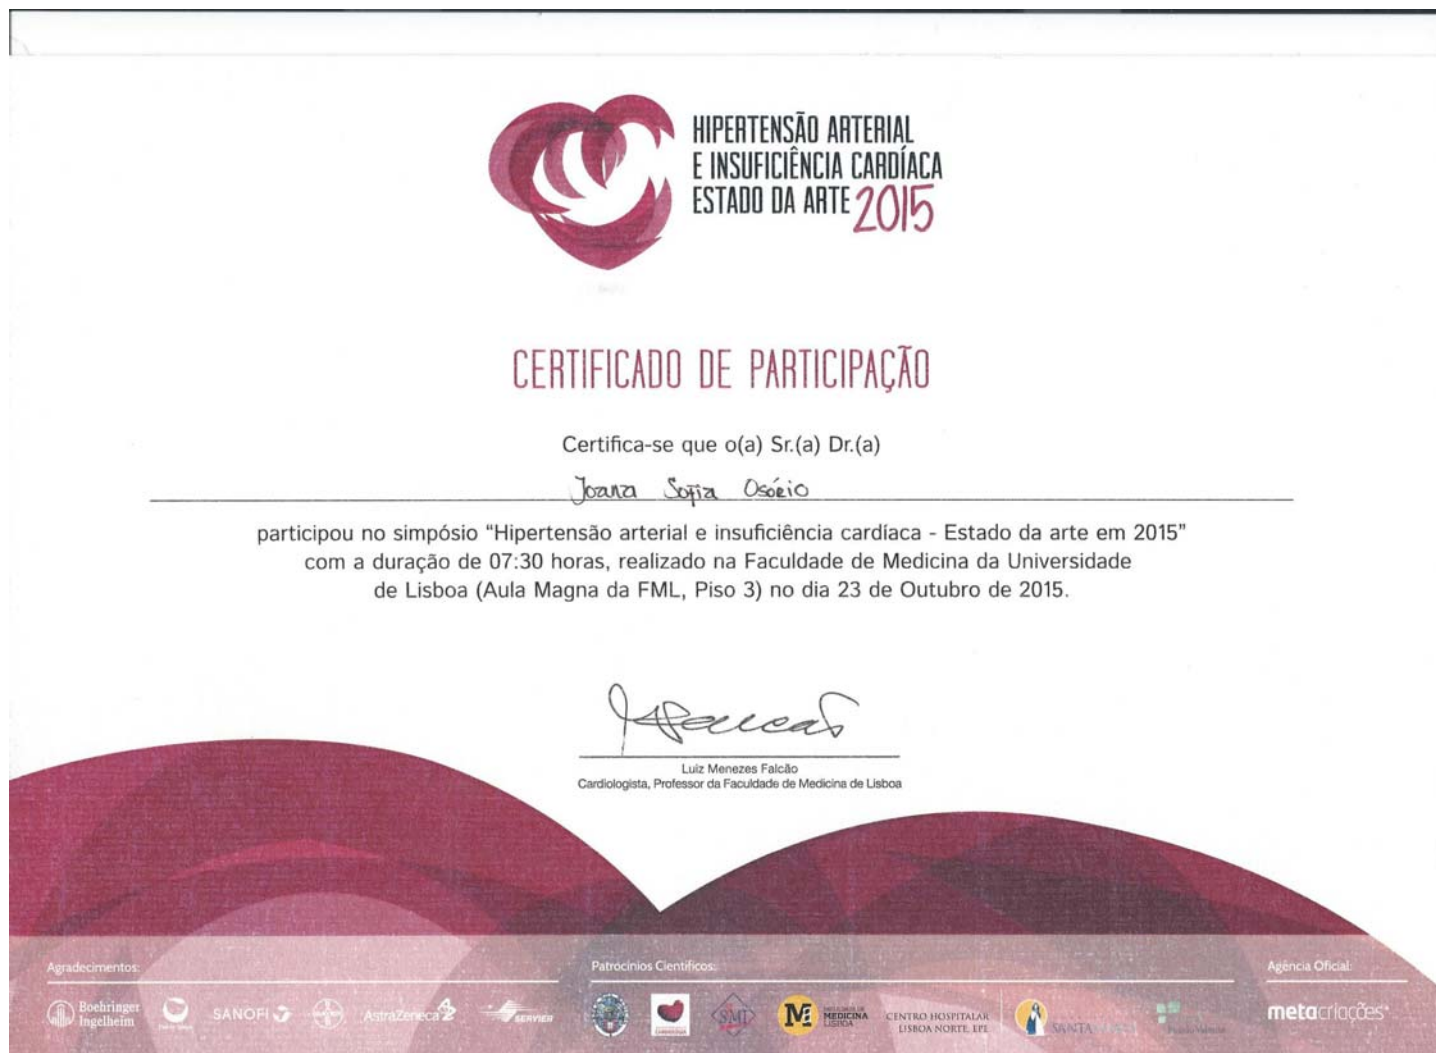 HIPERTENSÃO ARTERIAL
E INSUFICIÊNCIA CARDÍACA
ESTADO DA ARTE 2015
CERTIFICADO DE PARTICIPAÇÃO
Certifica-se que o(a) Sr.(a) Dr.(a)
Joana Sofia Osório
participou no simpósio “Hipertensão arterial e insuficiência cardíaca - Estado da arte em 2015”
com a duração de 07:30 horas, realizado na Faculdade de Medicina da Universidade
de Lisboa (Aula Magna da FML, Piso 3) no dia 23 de Outubro de 2015.
Luiz Menezes Falcão
Cardiologista, Professor da Faculdade de Medicina de Lisboa
Agradecimentos:
Boehringer
Ingelheim
SANOFI
AstraZeneca
SERVIER
Patrocínios Científicos:
SMI
MEDICINA
LISBOA
CENTRO HOSPITALAR
LISBOA NORTE, EPE
SANTA
Agência Oficial:
metacriações